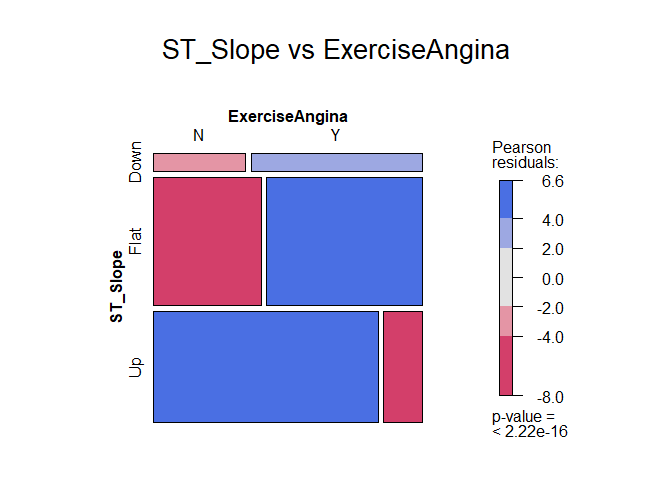 ST_Slope vs ExerciseAngina
ExerciseAngina
N Y
ST_Slope
Down
Flat
Up
Pearson
residuals:
6.6
4.0
2.0
0.0
-2.0
-4.0
-8.0
p-value =
< 2.22e-16